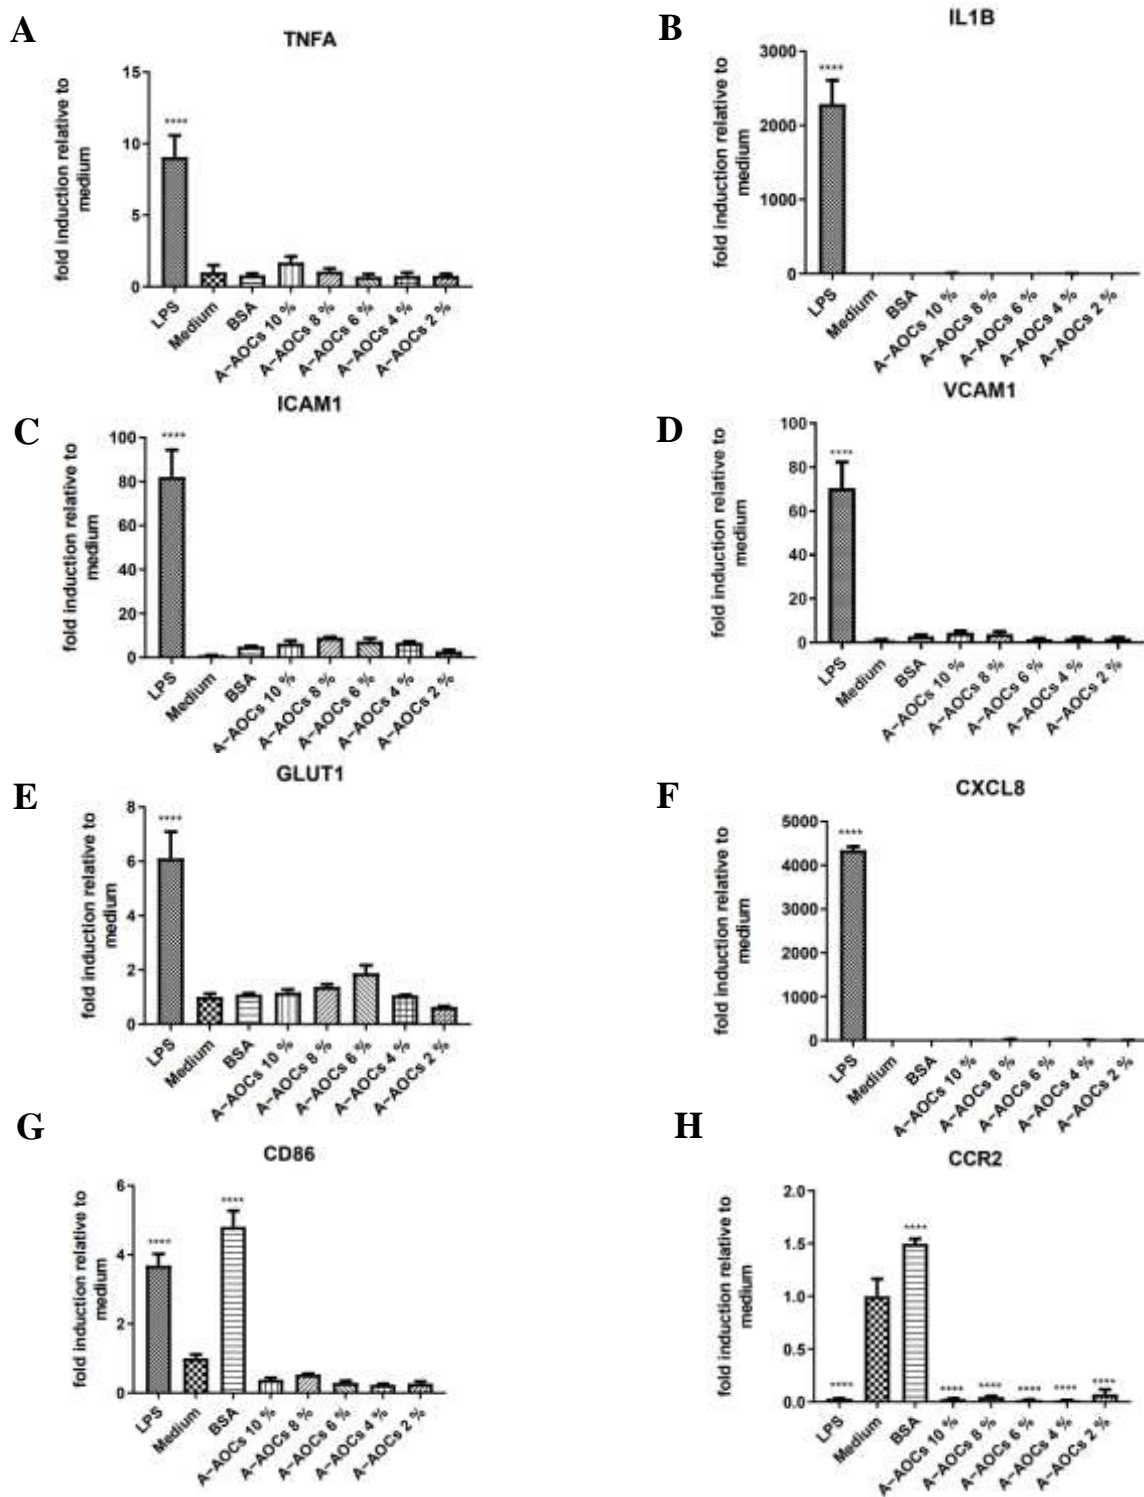 A
TNFA
fold induction relative to
medium
15
10
5
0
****
LPS
Medium
BSA
A-AOCs 10 %
A-AOCs 8 %
A-AOCs 6 %
A-AOCs 4 %
A-AOCs 2 %
B
IL1B
fold induction relative to
medium
3000
2000
1000
0
****
LPS
Medium
BSA
A-AOCs 10 %
A-AOCs 8 %
A-AOCs 6 %
A-AOCs 4 %
A-AOCs 2 %
C
ICAM1
fold induction relative to
medium
100
80
60
40
20
0
****
LPS
Medium
BSA
A-AOCs 10 %
A-AOCs 8 %
A-AOCs 6 %
A-AOCs 4 %
A-AOCs 2 %
D
VCAM1
fold induction relative to
medium
100
80
60
40
20
0
****
LPS
Medium
BSA
A-AOCs 10 %
A-AOCs 8 %
A-AOCs 6 %
A-AOCs 4 %
A-AOCs 2 %
E
GLUT1
fold induction relative to
medium
8
6
4
2
0
****
LPS
Medium
BSA
A-AOCs 10 %
A-AOCs 8 %
A-AOCs 6 %
A-AOCs 4 %
A-AOCs 2 %
F
CXCL8
fold induction relative to
medium
5000
4000
3000
2000
1000
0
****
LPS
Medium
BSA
A-AOCs 10 %
A-AOCs 8 %
A-AOCs 6 %
A-AOCs 4 %
A-AOCs 2 %
G
CD86
fold induction relative to
medium
6
4
2
0
****
****
LPS
Medium
BSA
A-AOCs 10 %
A-AOCs 8 %
A-AOCs 6 %
A-AOCs 4 %
A-AOCs 2 %
H
CCR2
fold induction relative to
medium
2.0
1.5
1.0
0.5
0.0
****
****
****
****
****
****
****
LPS
Medium
BSA
A-AOCs 10 %
A-AOCs 8 %
A-AOCs 6 %
A-AOCs 4 %
A-AOCs 2 %